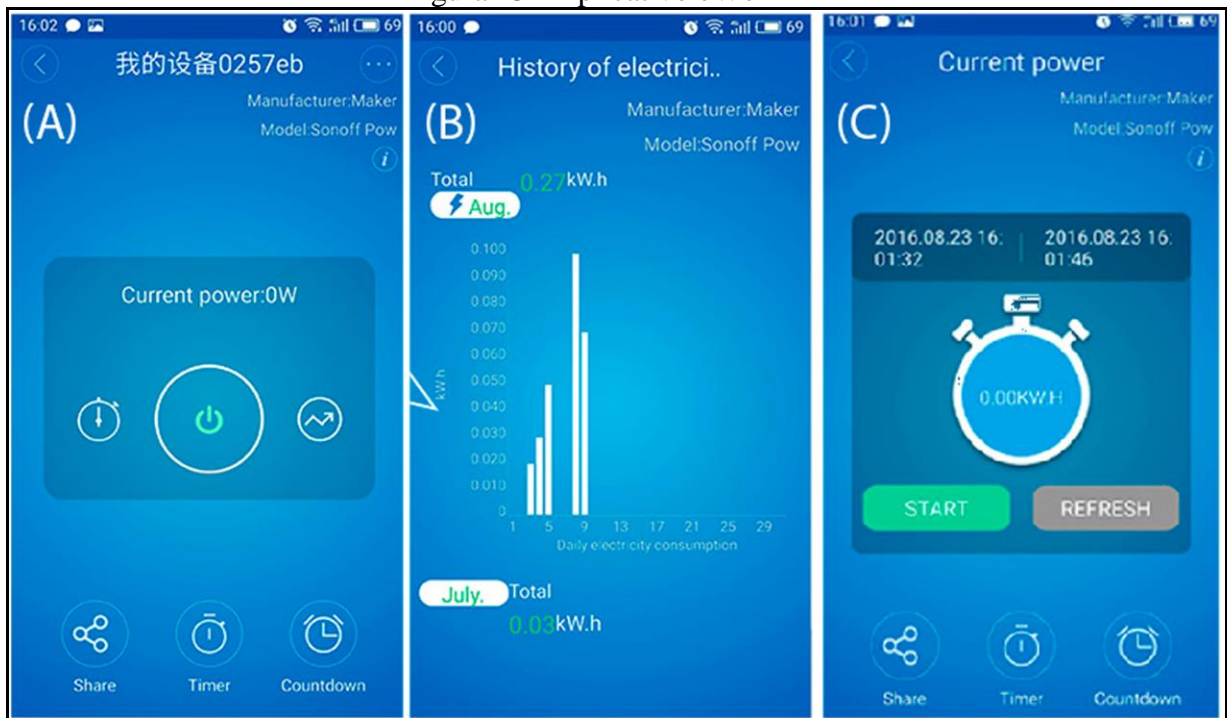 16:02 69
我的设备0257eb
(A)
Manufacturer:Maker
Model:Sonoff Pow
i
Current power:0W
Share Timer Countdown
16:00 69
History of electrici..
(B)
Manufacturer:Maker
Model:Sonoff Pow
Total 0.27kW.h
Aug.
0.100
0.090
0.080
0.070
0.060
0.050
0.040
0.030
0.020
0.010
0
kW.h
1 5 9 13 17 21 25 29
Daily electricity consumption
July. Total
0.03kW.h
16:01 69
Current power
(C)
Manufacturer:Maker
Model:Sonoff Pow
i
2016.08.23 16: 2016.08.23 16:
01:32 01:46
0.00KW.H
START REFRESH
Share Timer Countdown